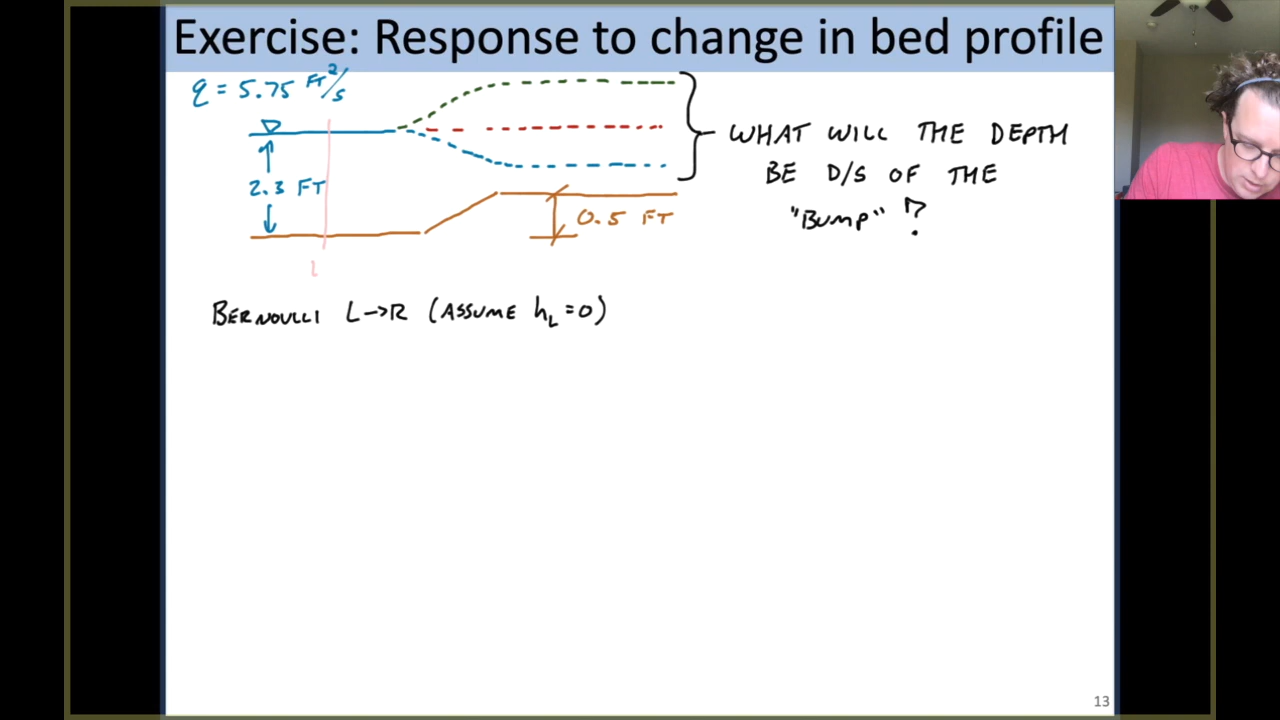 Exercise: Response to change in bed profile
q = 5.75 FT²/s
2.3 FT
0.5 FT
WHAT WILL THE DEPTH
BE D/S OF THE
"BUMP" ?
1
BERNOULLI L→R (ASSUME h_L = 0)
13